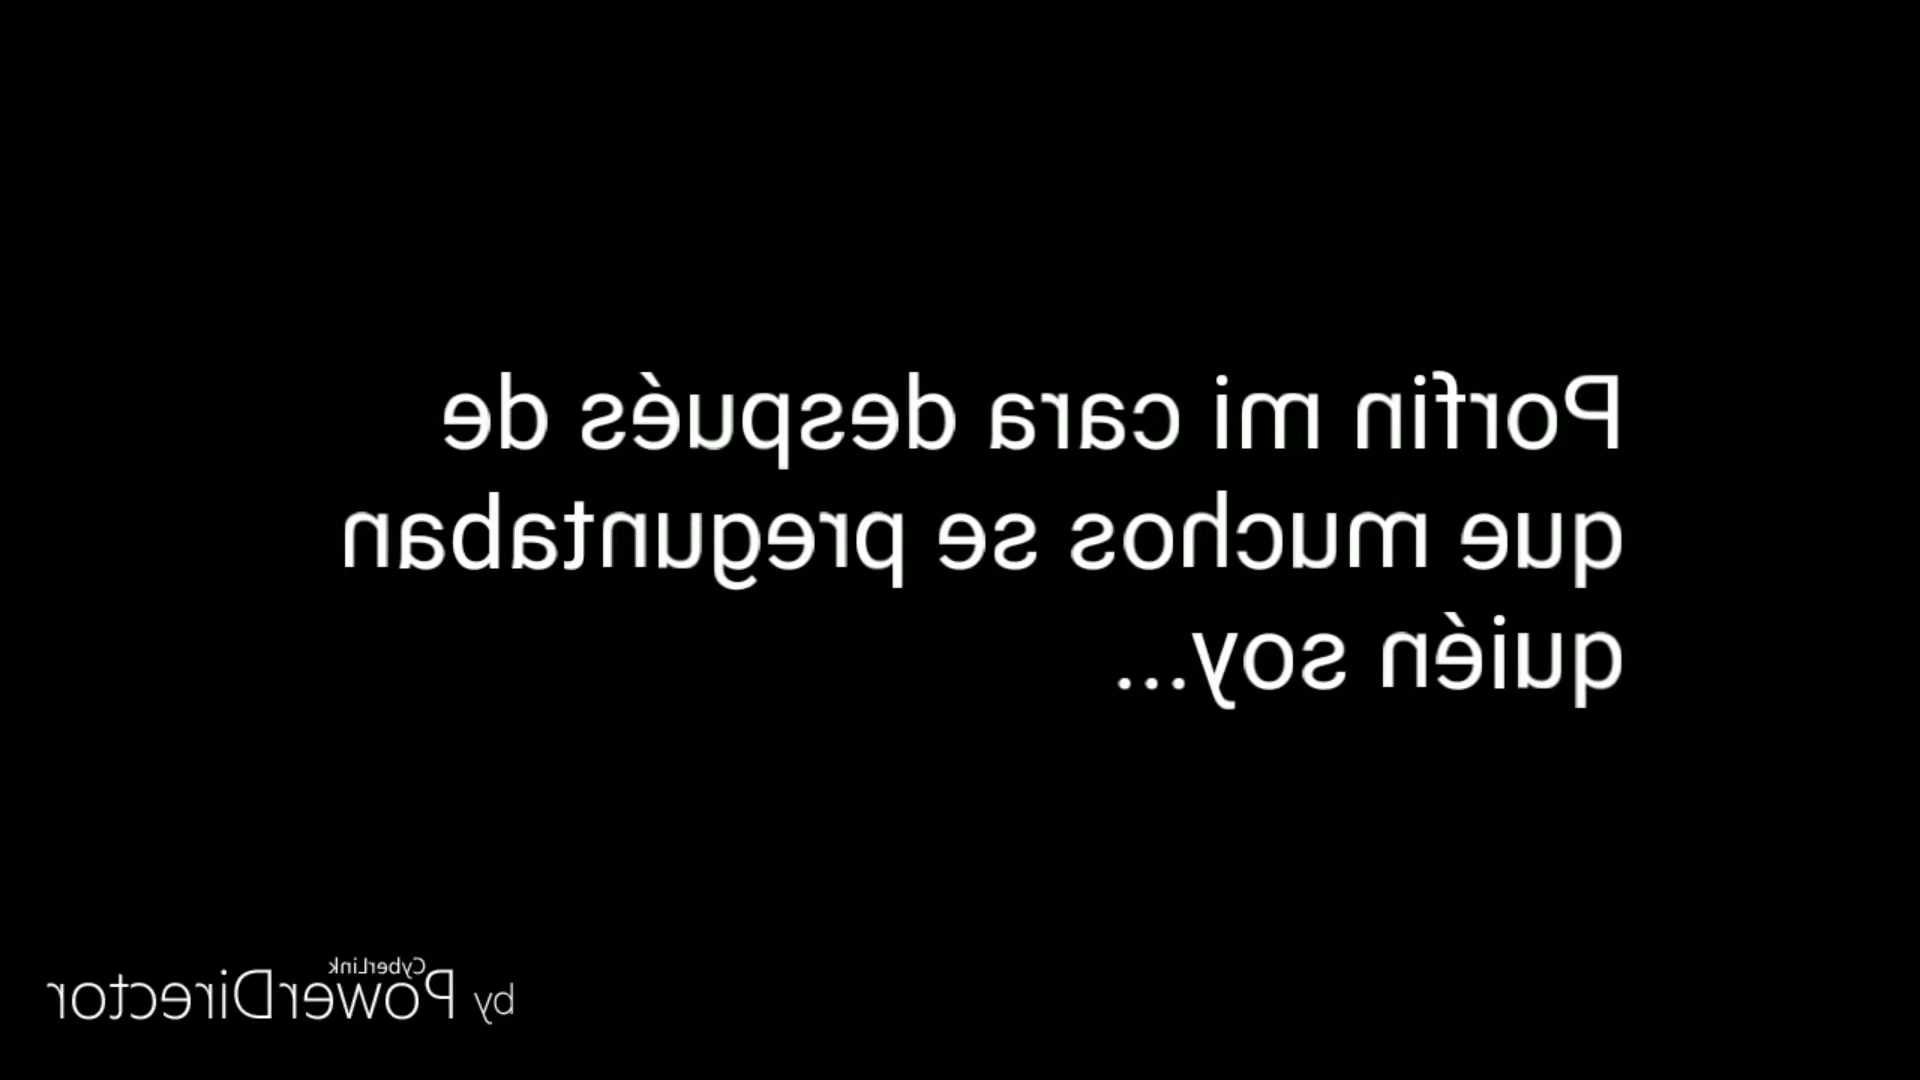 Porfin mi cara después de
que muchos se preguntaban
quién soy...
by CyberLink
PowerDirector